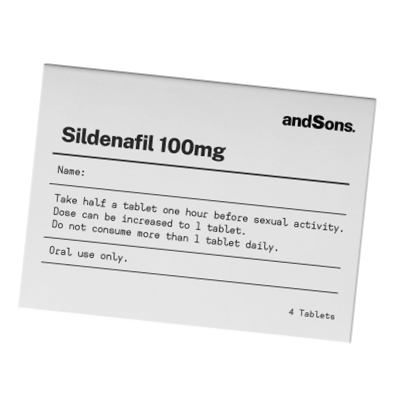 andSons.
Sildenafil 100mg
Name:
Take half a tablet one hour before sexual activity.
Dose can be increased to 1 tablet.
Do not consume more than 1 tablet daily.
Oral use only.
4 Tablets